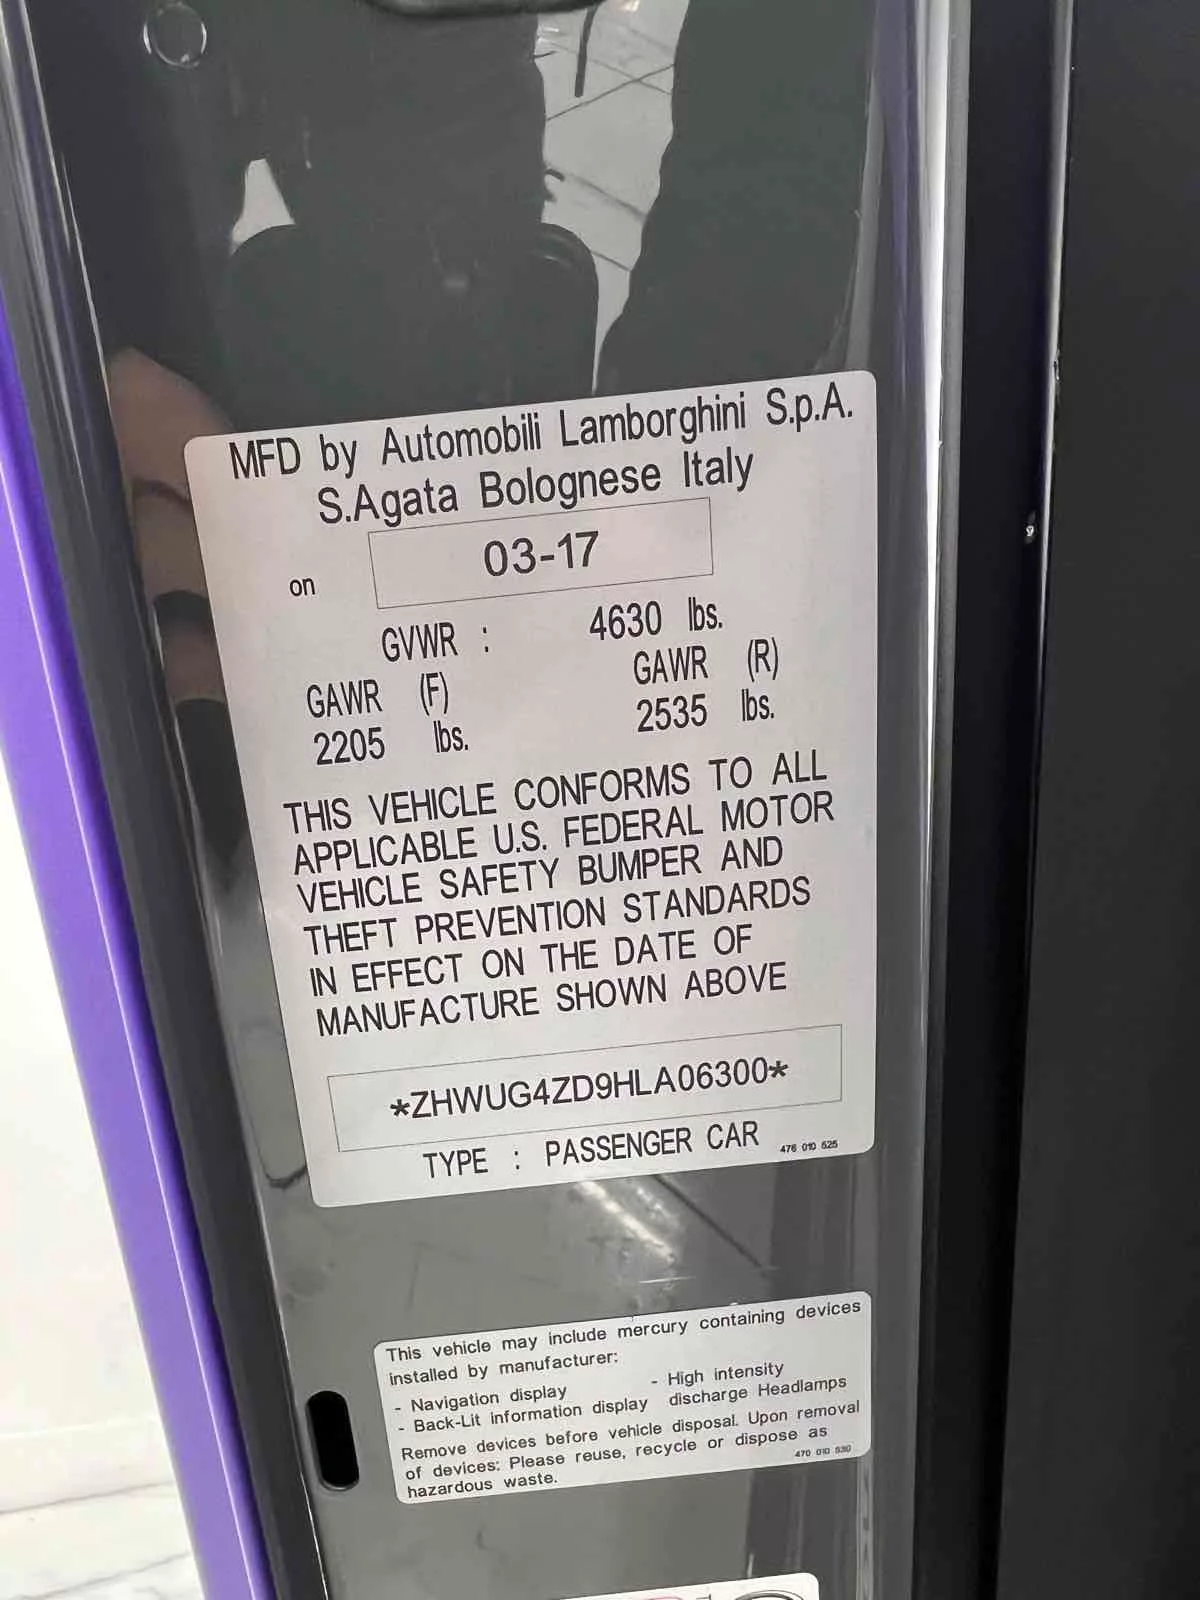 MFD by Automobili Lamborghini S.p.A.
S.Agata Bolognese Italy
on 03-17
GVWR : 4630 lbs.
GAWR (F) GAWR (R)
2205 lbs. 2535 lbs.
THIS VEHICLE CONFORMS TO ALL
APPLICABLE U.S. FEDERAL MOTOR
VEHICLE SAFETY BUMPER AND
THEFT PREVENTION STANDARDS
IN EFFECT ON THE DATE OF
MANUFACTURE SHOWN ABOVE
*ZHWUG4ZD9HLA06300*
TYPE : PASSENGER CAR 476 010 525
This vehicle may include mercury containing devices
installed by manufacturer:
- Navigation display - High intensity
- Back-Lit information display discharge Headlamps
Remove devices before vehicle disposal. Upon removal
of devices: Please reuse, recycle or dispose as
hazardous waste. 470 010 530